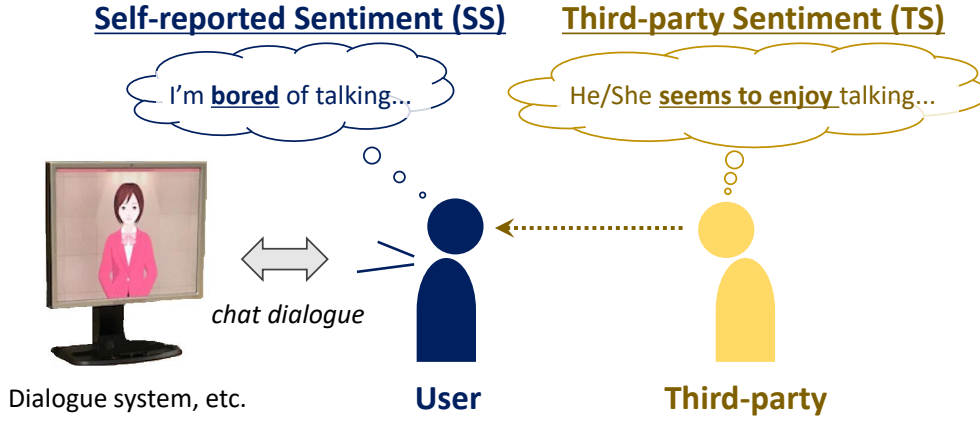 Self-reported Sentiment (SS)
Third-party Sentiment (TS)
I'm bored of talking...
He/She seems to enjoy talking...
chat dialogue
Dialogue system, etc.
User
Third-party